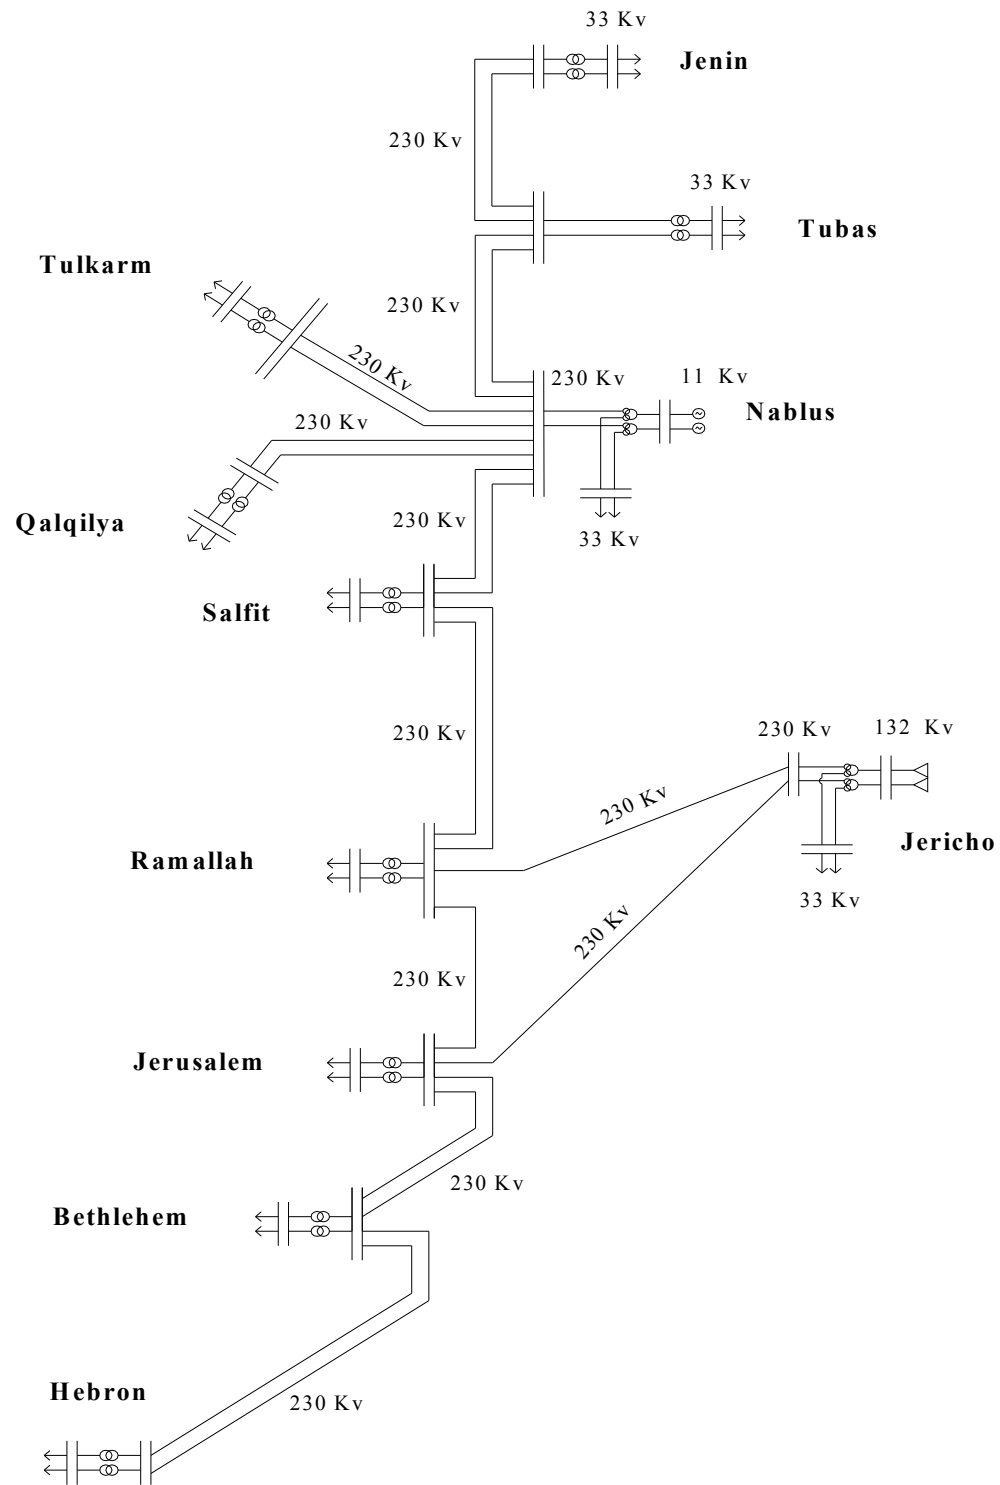 33 Kv
Jenin
230 Kv
33 Kv
Tubas
Tulkarm
230 Kv
230 Kv
230 Kv
11 Kv
Nablus
230 Kv
Qalqilya
230 Kv
33 Kv
Salfit
230 Kv
230 Kv
132 Kv
230 Kv
Jericho
Ramallah
33 Kv
230 Kv
230 Kv
Jerusalem
230 Kv
Bethlehem
Hebron
230 Kv